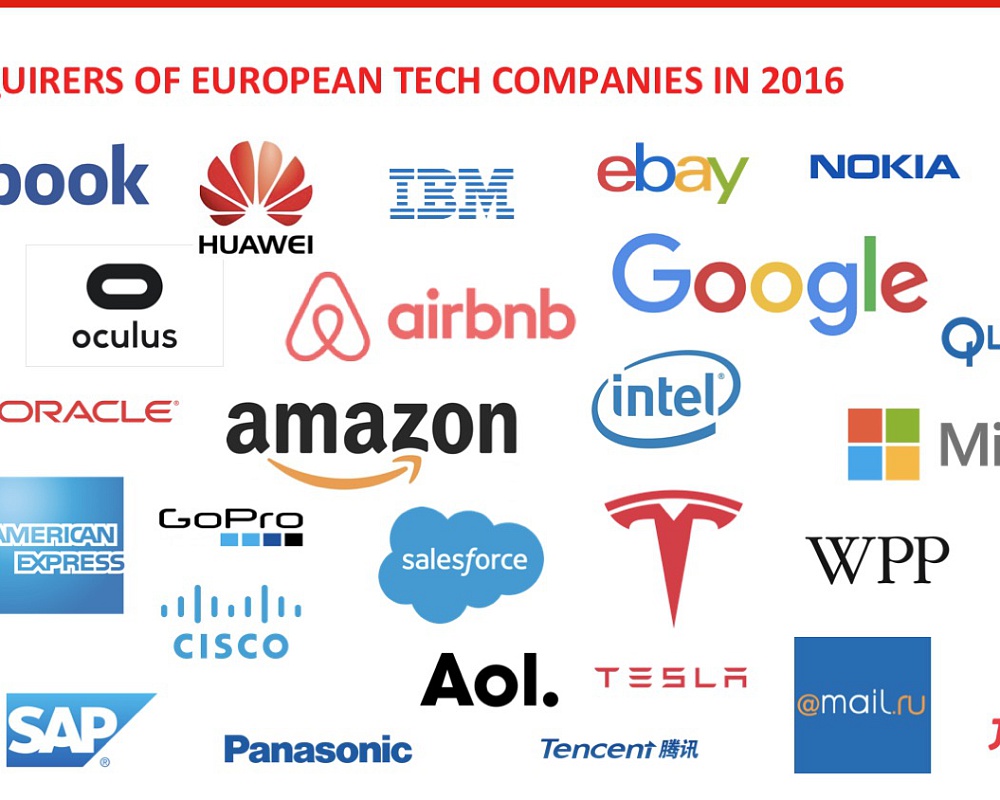 QUIRERS OF EUROPEAN TECH COMPANIES IN 2016
book
HUAWEI
IBM
ebay
NOKIA
oculus
airbnb
Google
QU
ORACLE®
amazon
intel®
Mi
AMERICAN
EXPRESS
GoPro
salesforce
WPP
CISCO
Aol.
TESLA
@mail.ru
SAP®
Panasonic
Tencent 腾讯